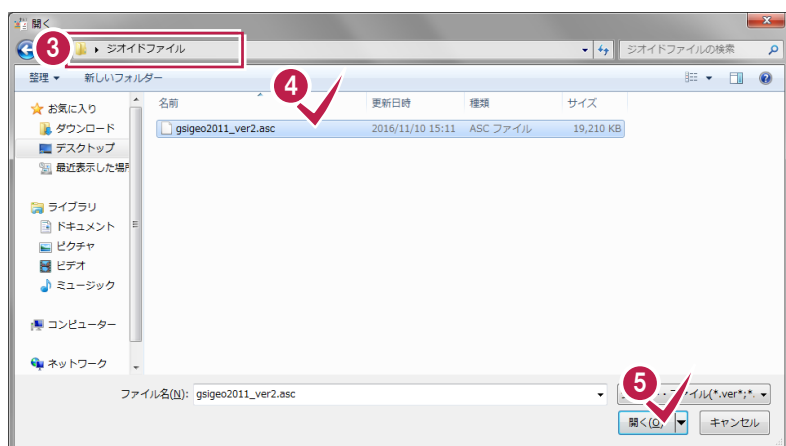 開く
3
▸ ジオイドファイル
ジオイドファイルの検索
整理 ▼ 新しいフォルダー
4
お気に入り
ダウンロード
デスクトップ
最近表示した場所
ライブラリ
ドキュメント
ピクチャ
ビデオ
ミュージック
コンピューター
ネットワーク
名前 更新日時 種類 サイズ
gsigeo2011_ver2.asc 2016/11/10 15:11 ASC ファイル 19,210 KB
ファイル名(N): gsigeo2011_ver2.asc
5
ファイル(*.ver*;*.
開く(O) キャンセル